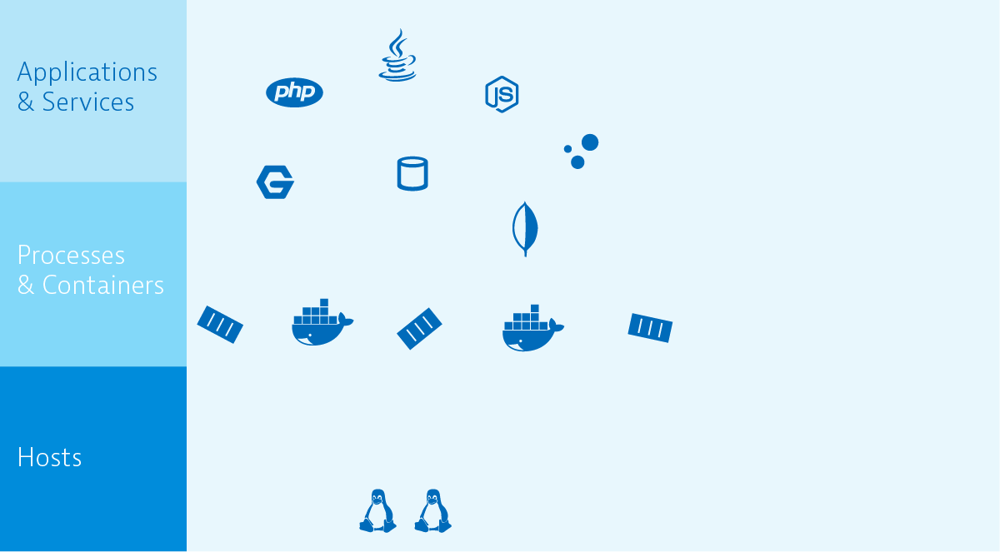 Applications
& Services
php
JS
Processes
& Containers
Hosts